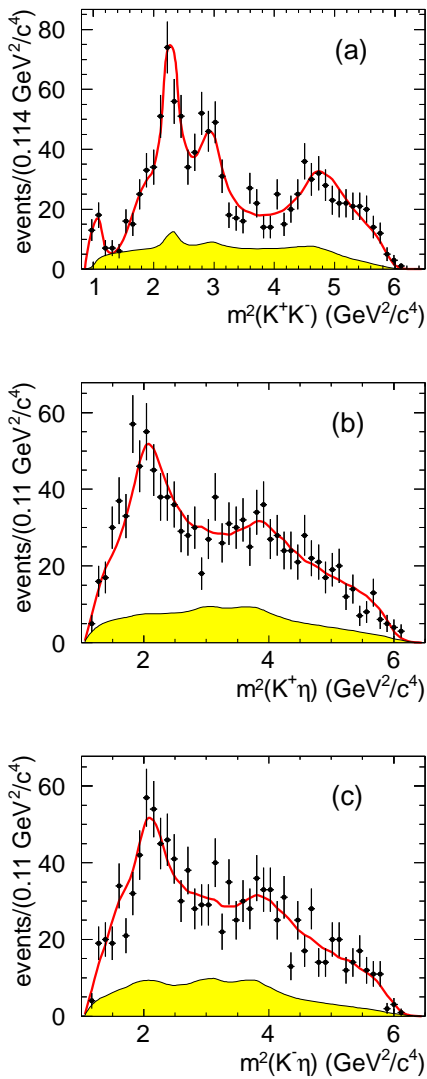 events/(0.114 GeV²/c⁴)
80
60
40
20
0
(a)
1 2 3 4 5 6
m²(K⁺K⁻) (GeV²/c⁴)
events/(0.11 GeV²/c⁴)
60
40
20
0
(b)
2 4 6
m²(K⁺η) (GeV²/c⁴)
events/(0.11 GeV²/c⁴)
60
40
20
0
(c)
2 4 6
m²(K⁻η) (GeV²/c⁴)